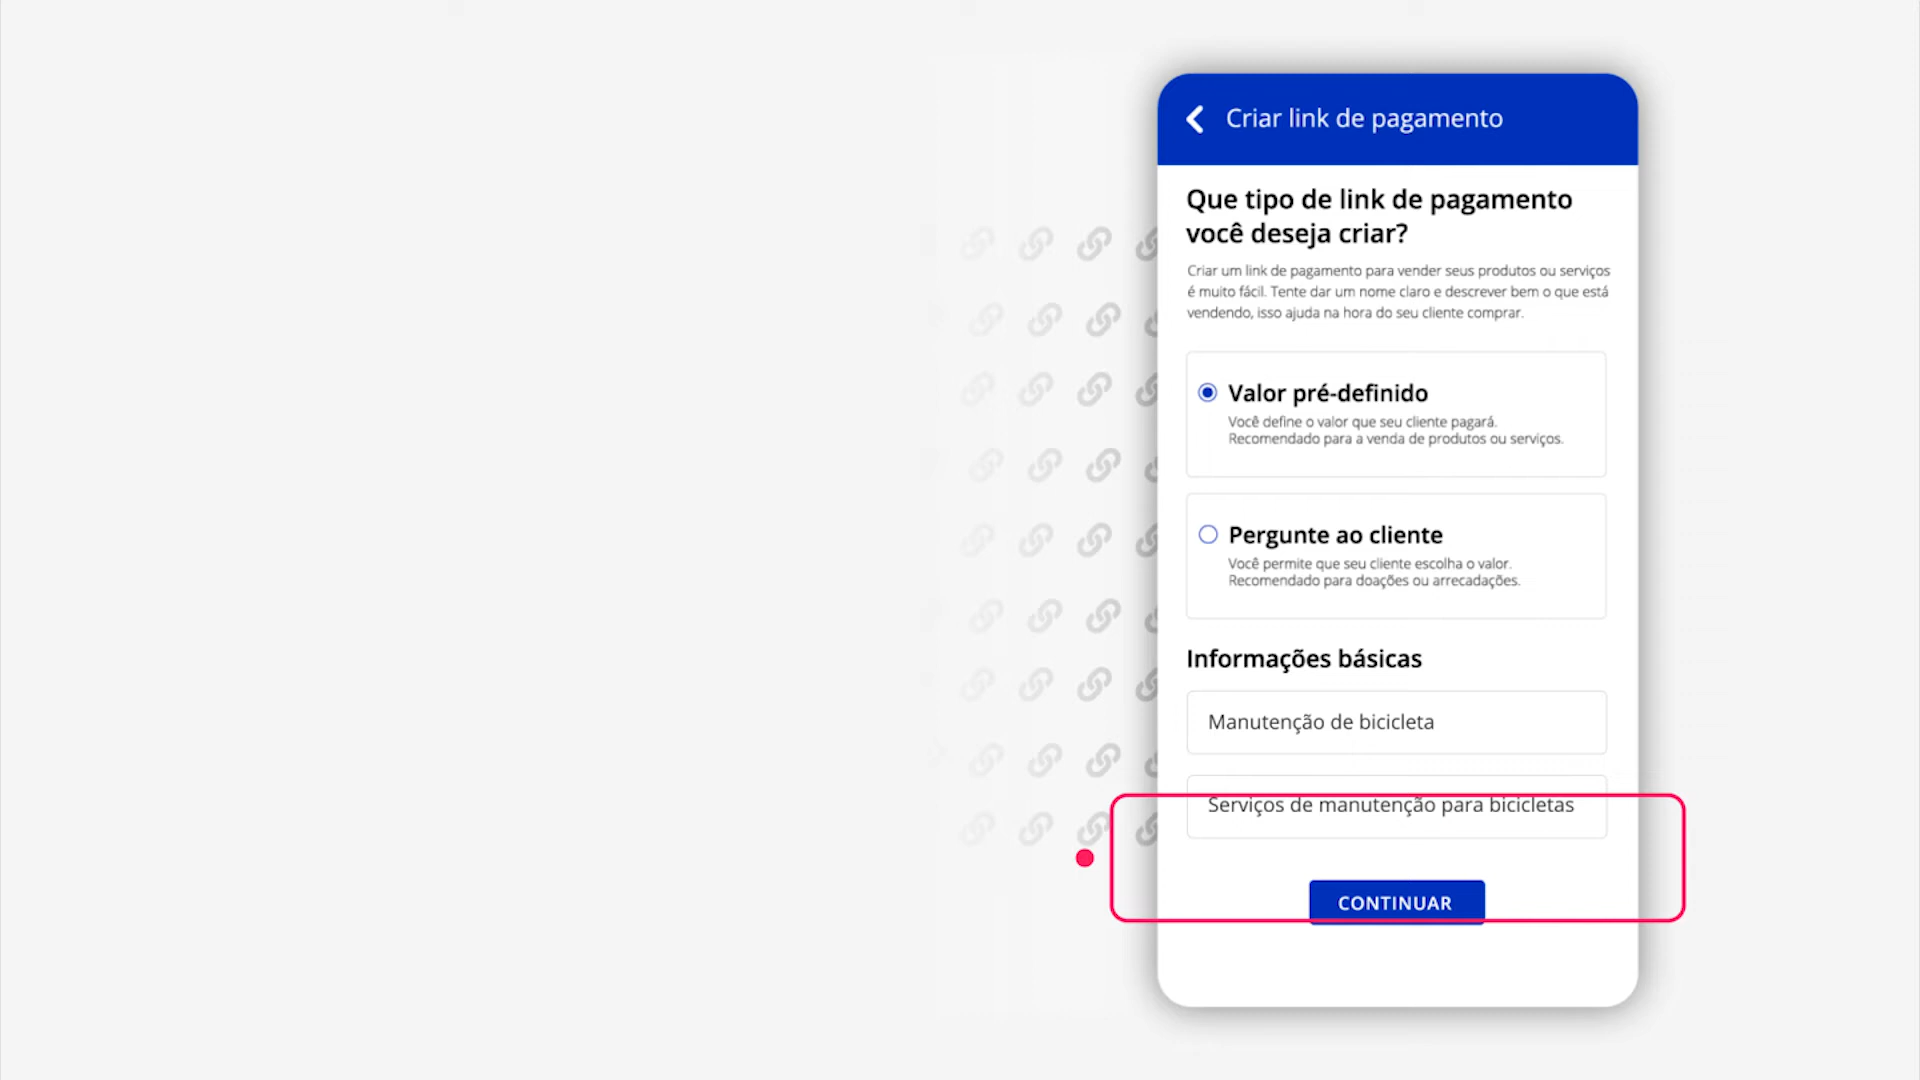 Criar link de pagamento
Que tipo de link de pagamento
você deseja criar?
Criar um link de pagamento para vender seus produtos ou serviços
é muito fácil. Tente dar um nome claro e descrever bem o que está
vendendo, isso ajuda na hora do seu cliente comprar.
Valor pré-definido
Você define o valor que seu cliente pagará.
Recomendado para a venda de produtos ou serviços.
Pergunte ao cliente
Você permite que seu cliente escolha o valor.
Recomendado para doações ou arrecadações.
Informações básicas
Manutenção de bicicleta
Serviços de manutenção para bicicletas
CONTINUAR